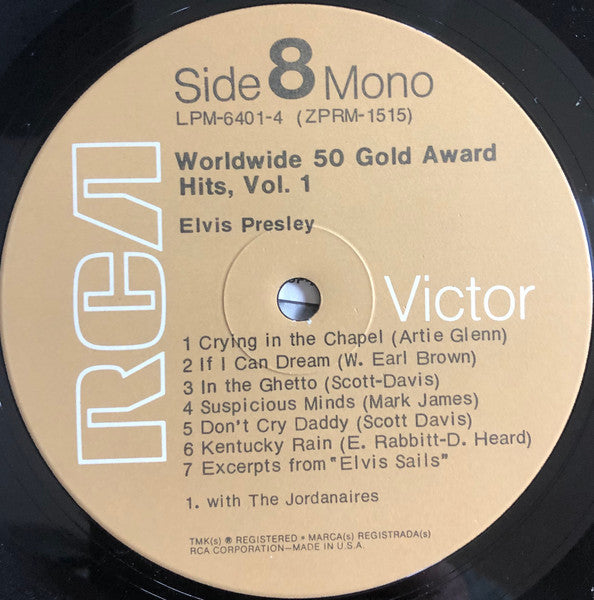 Side 8 Mono
LPM-6401-4 (ZPRM-1515)
Worldwide 50 Gold Award
Hits, Vol. 1
Elvis Presley
RCA
Victor
1 Crying in the Chapel (Artie Glenn)
2 If I Can Dream (W. Earl Brown)
3 In the Ghetto (Scott-Davis)
4 Suspicious Minds (Mark James)
5 Don't Cry Daddy (Scott Davis)
6 Kentucky Rain (E. Rabbitt-D. Heard)
7 Excerpts from "Elvis Sails"
1. with The Jordanaires
TMK(s) ® REGISTERED • MARCA(s) REGISTRADA(s)
RCA CORPORATION—MADE IN U.S.A.